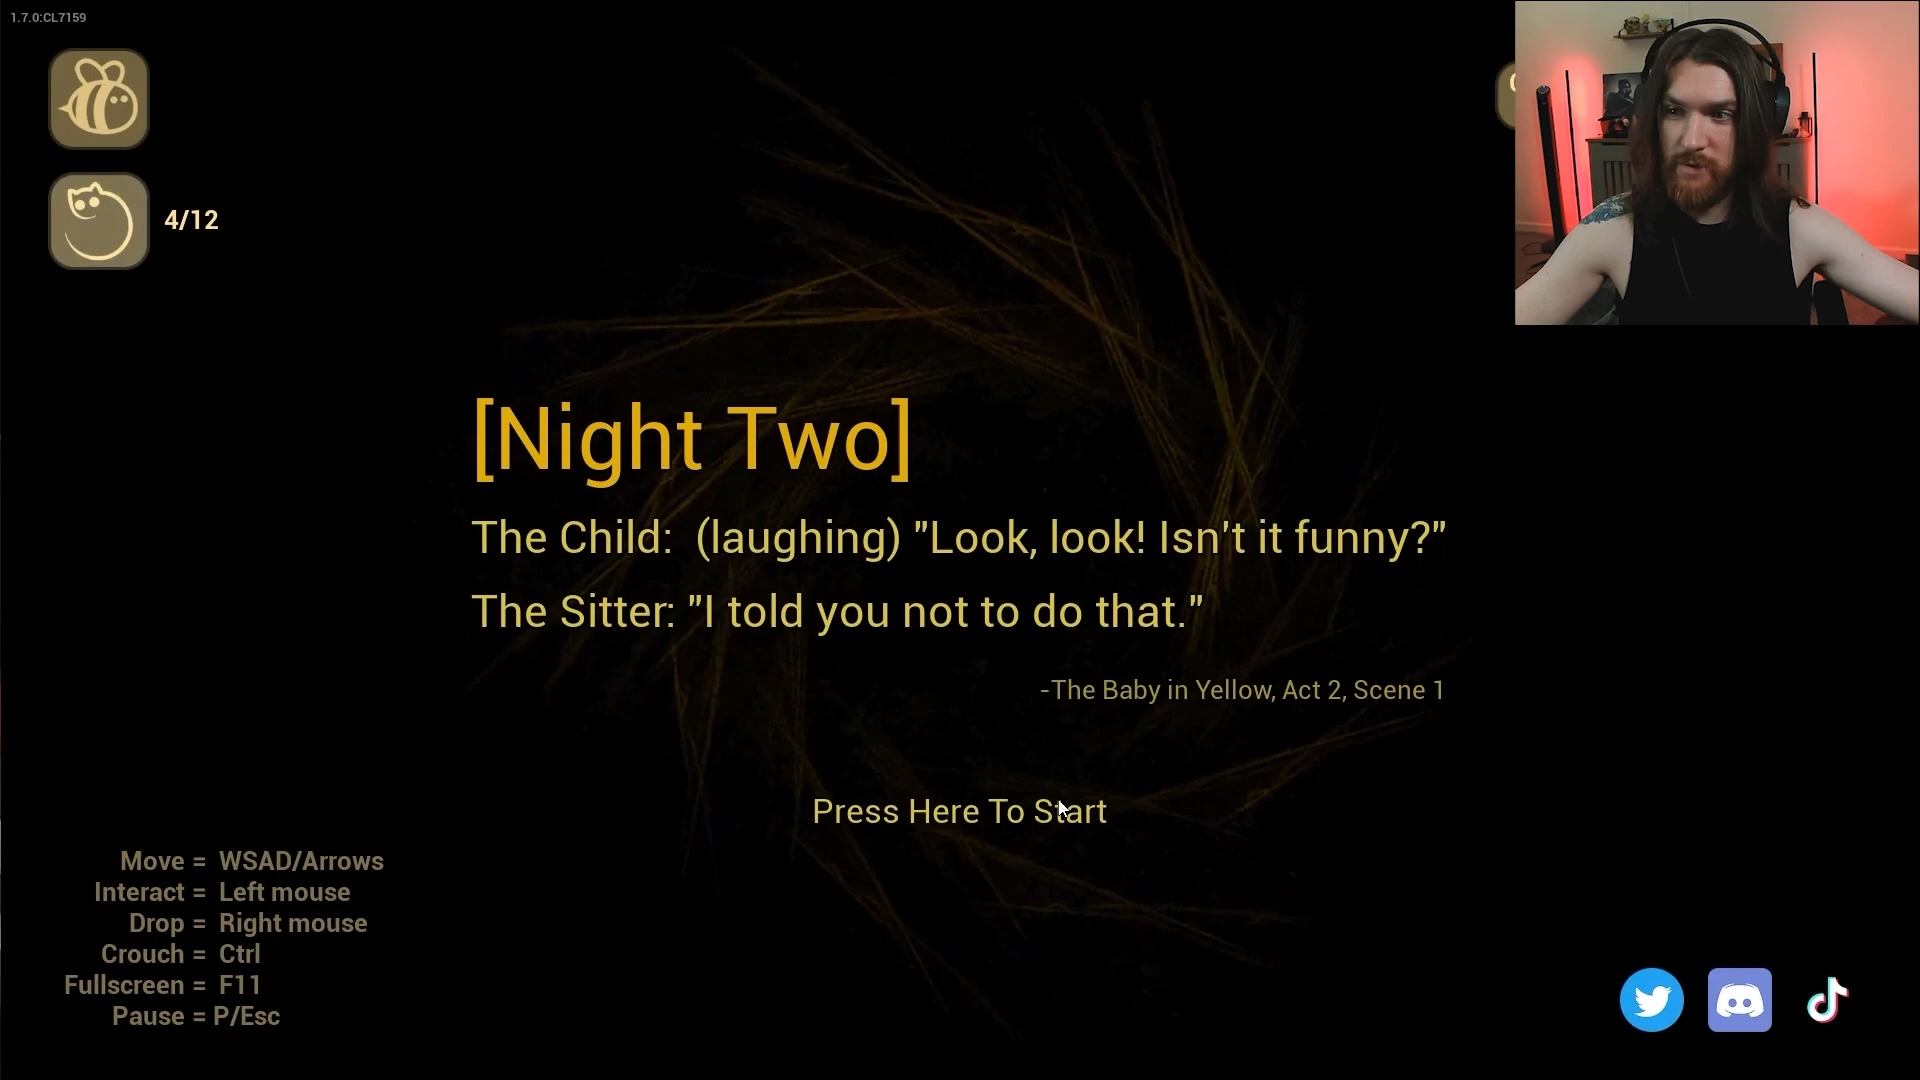 1.7.0:CL7159
4/12
[Night Two]
The Child:  (laughing) "Look, look! Isn't it funny?"
The Sitter: "I told you not to do that."
-The Baby in Yellow, Act 2, Scene 1
Press Here To Start
Move = WSAD/Arrows
Interact = Left mouse
Drop = Right mouse
Crouch = Ctrl
Fullscreen = F11
Pause = P/Esc